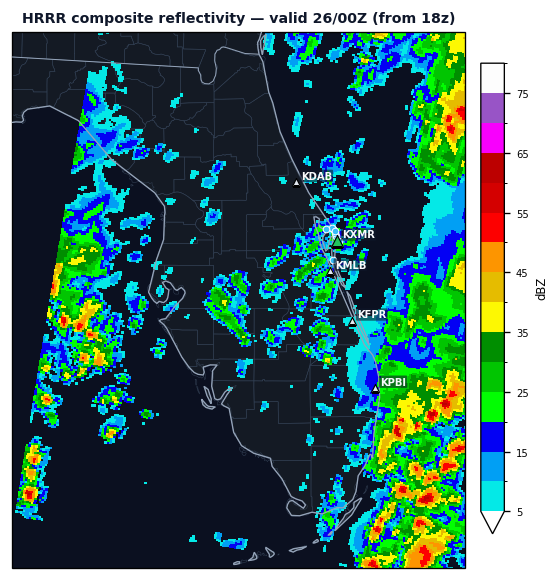 HRRR composite reflectivity — valid 26/00Z (from 18z)
KDAB
KXMR
KMLB
KFPR
KPBI
75
65
55
45
35
25
15
5
dBZ